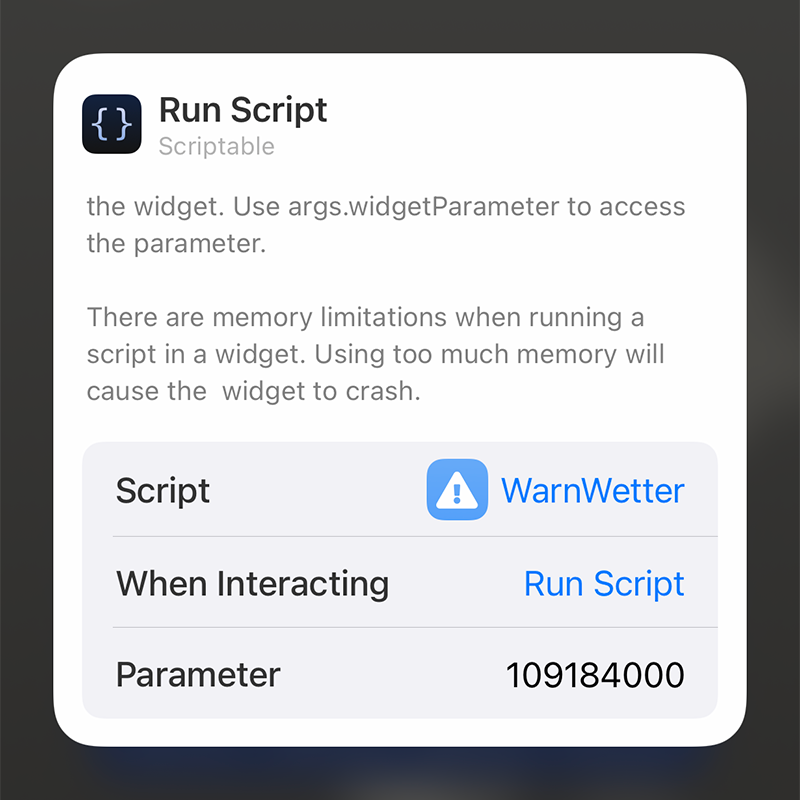 { }
Run Script
Scriptable
the widget. Use args.widgetParameter to access
the parameter.
There are memory limitations when running a
script in a widget. Using too much memory will
cause the  widget to crash.
Script WarnWetter
When Interacting Run Script
Parameter 109184000